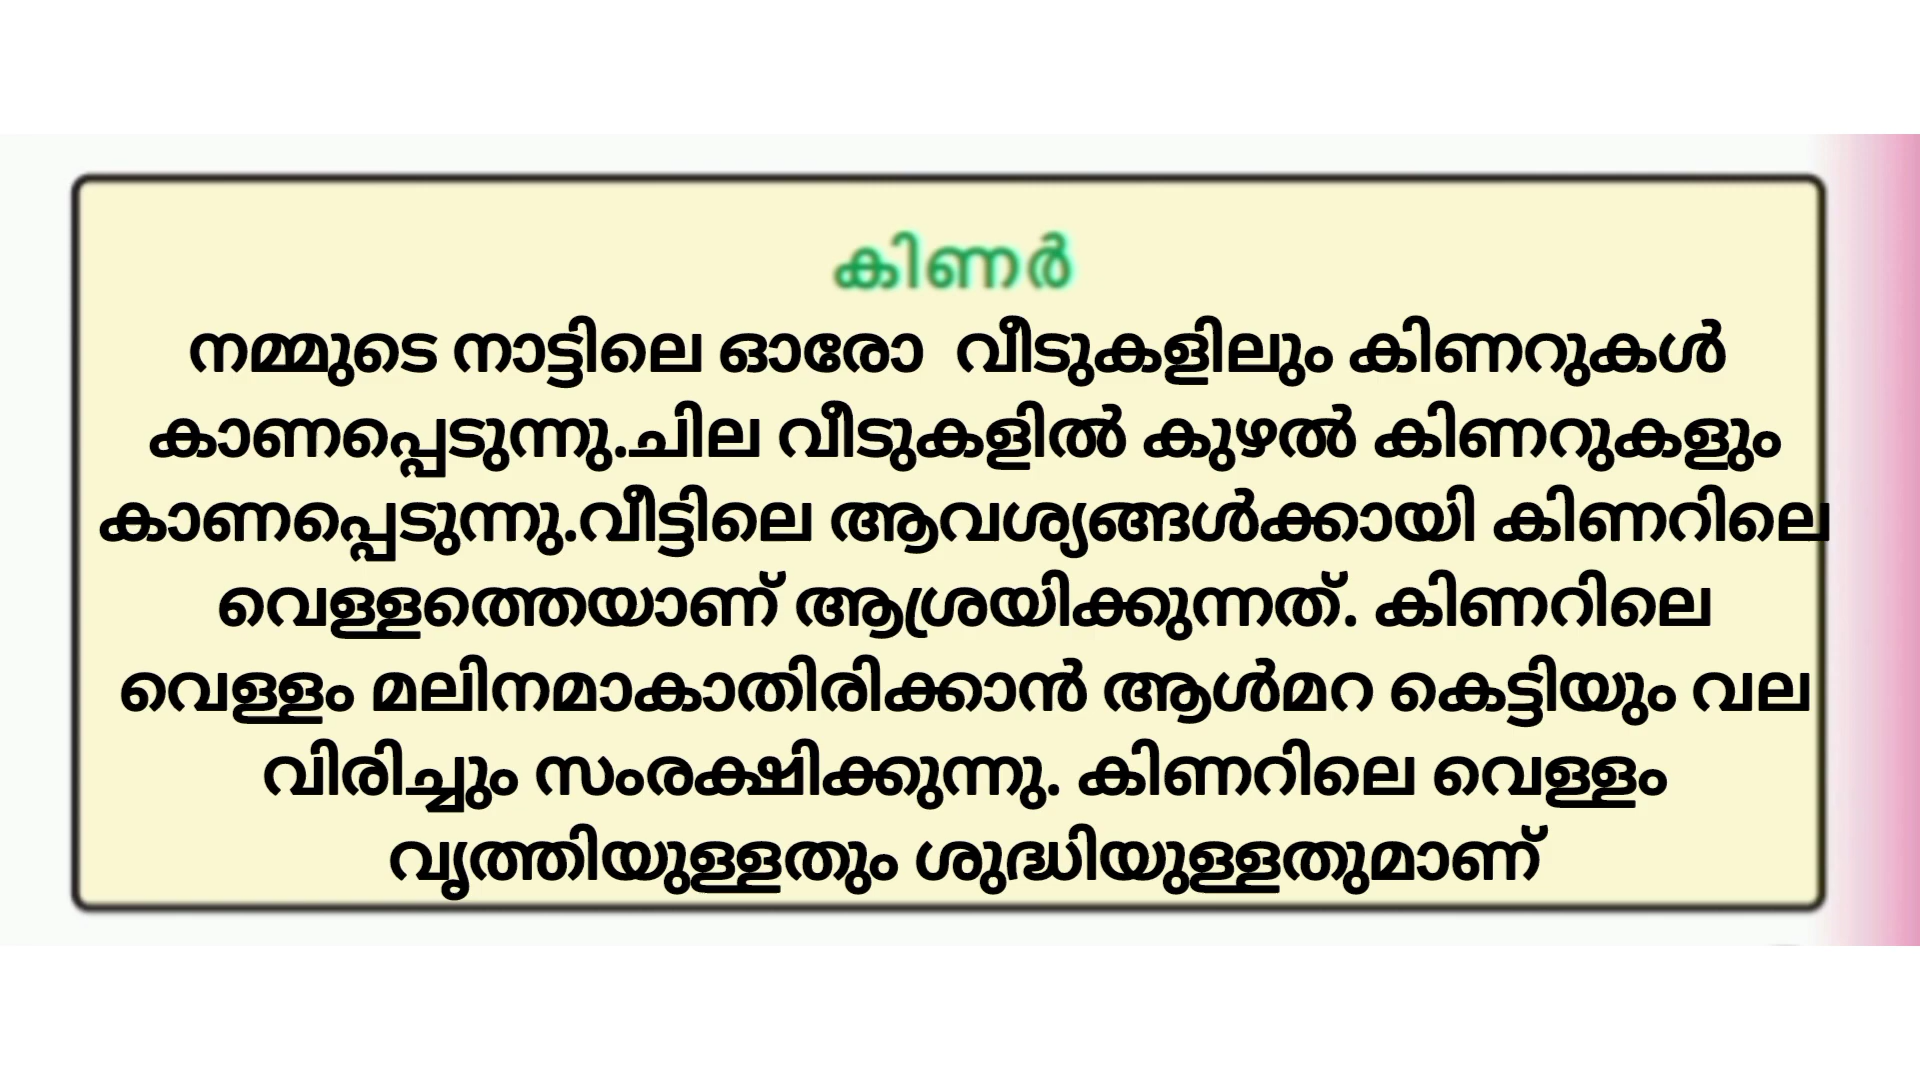 കിണർ
നമ്മുടെ നാട്ടിലെ ഓരോ  വീടുകളിലും കിണറുകൾ
കാണപ്പെടുന്നു.ചില വീടുകളിൽ കുഴൽ കിണറുകളും
കാണപ്പെടുന്നു.വീട്ടിലെ ആവശ്യങ്ങൾക്കായി കിണറിലെ
വെള്ളത്തെയാണ് ആശ്രയിക്കുന്നത്. കിണറിലെ
വെള്ളം മലിനമാകാതിരിക്കാൻ ആൾമറ കെട്ടിയും വല
വിരിച്ചും സംരക്ഷിക്കുന്നു. കിണറിലെ വെള്ളം
വൃത്തിയുള്ളതും ശുദ്ധിയുള്ളതുമാണ്